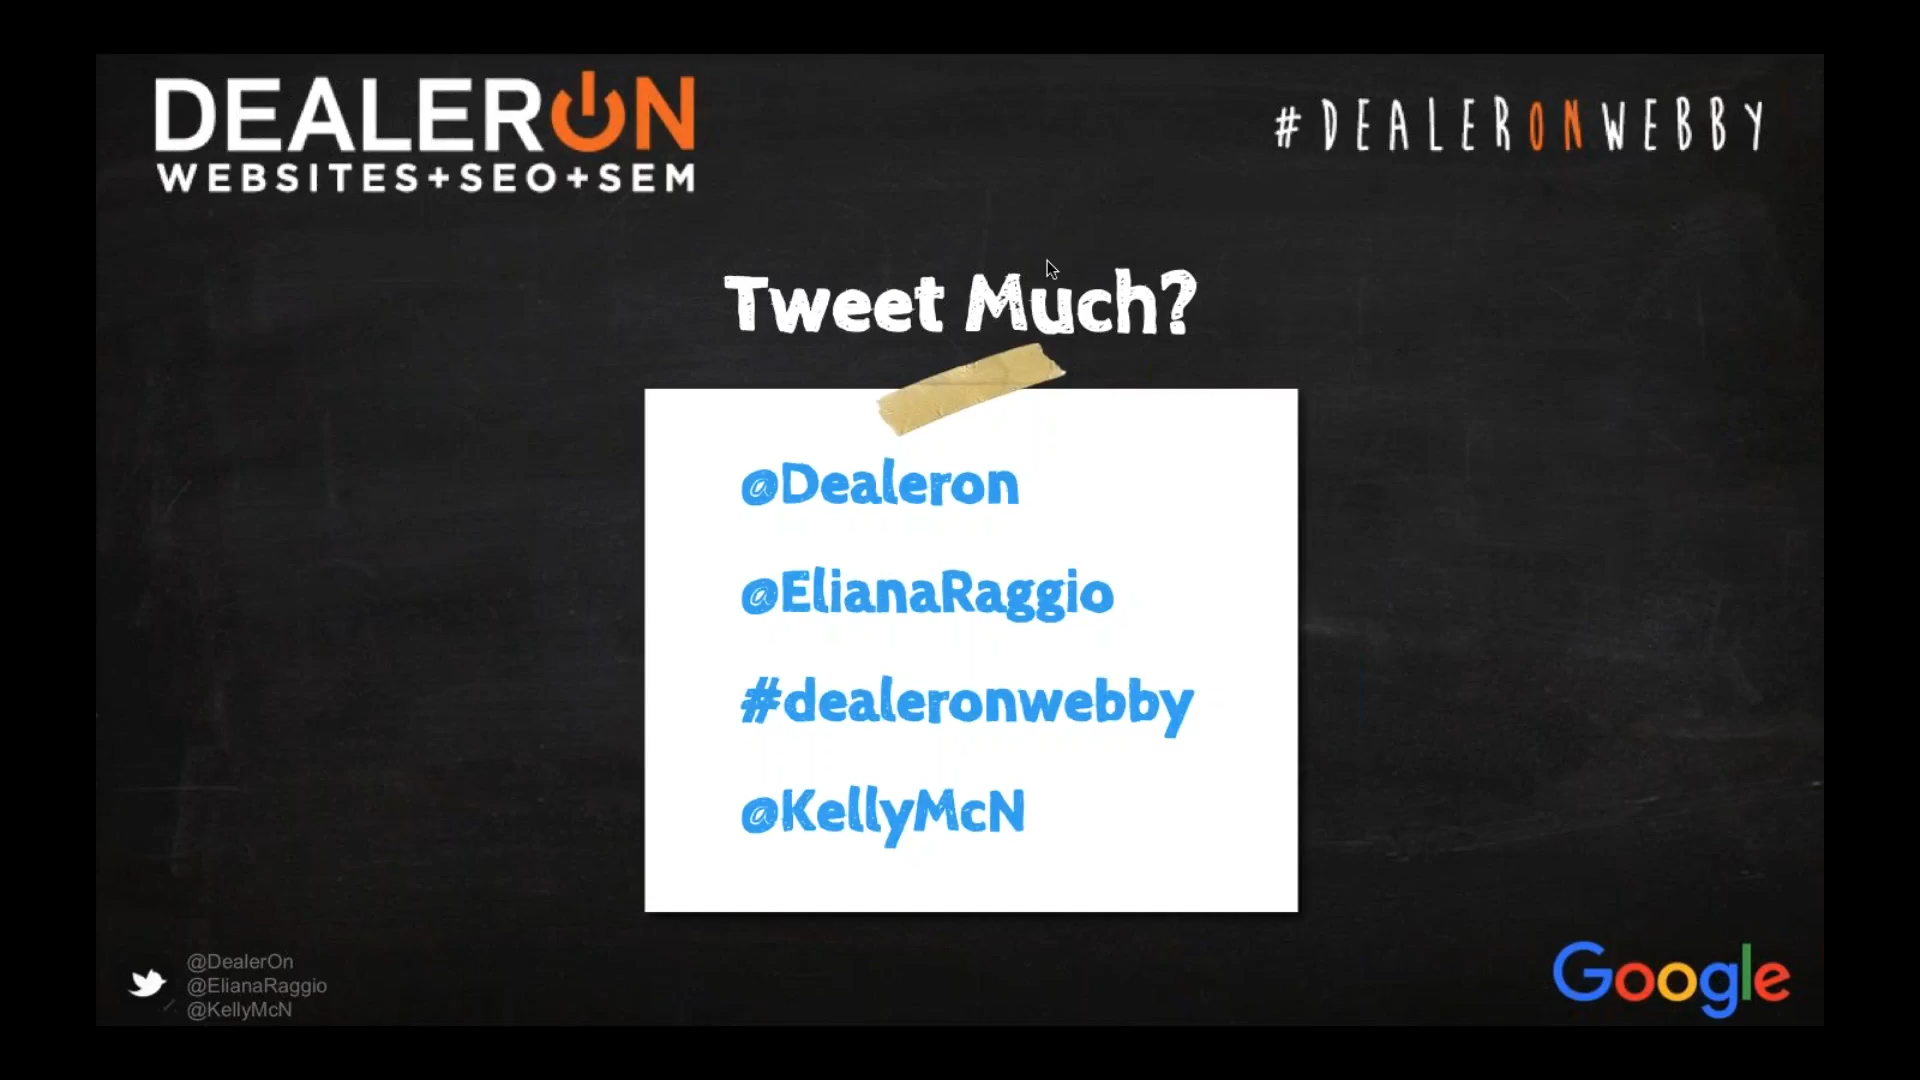 DEALERON
WEBSITES+SEO+SEM
#DEALERONWEBBY
Tweet Much?
@Dealeron
@ElianaRaggio
#dealeronwebby
@KellyMcN
@DealerOn
@ElianaRaggio
@KellyMcN
Google